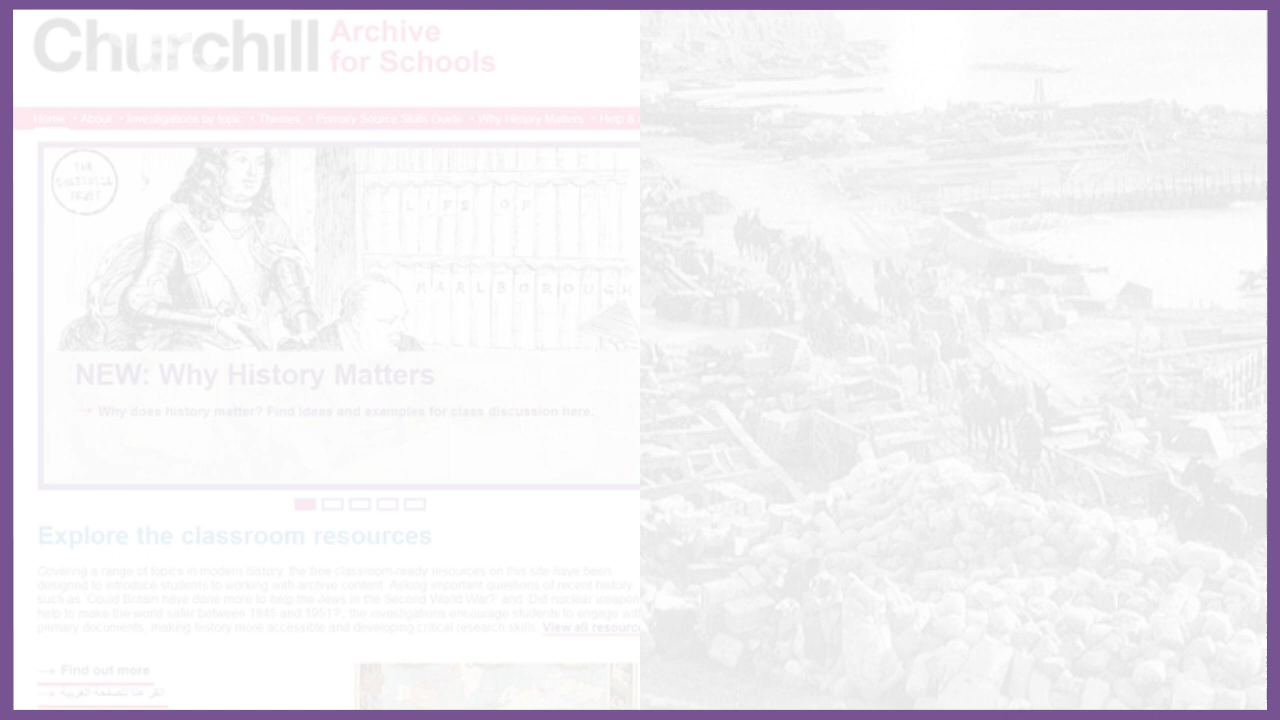 Churchill Archive
for Schools
Home • About • Investigations by topic • Themes • Primary Source Skills Guide • Why History Matters • Help &
LIFE OF
MARLBOROUGH
NEW: Why History Matters
Why does history matter? Find ideas and examples for class discussion here.
Explore the classroom resources
Covering a range of topics in modern history, the free classroom-ready resources on this site have been
designed to introduce students to working with archive content. Asking important questions of recent history
such as 'Could Britain have done more to help the Jews in the Second World War?' and 'Did nuclear weapon
help to make the world safer between 1945 and 1951?', the investigations encourage students to engage with
primary documents, making history more accessible and developing critical research skills. View all resource
Find out more
انقر هنا للصفحة العربية